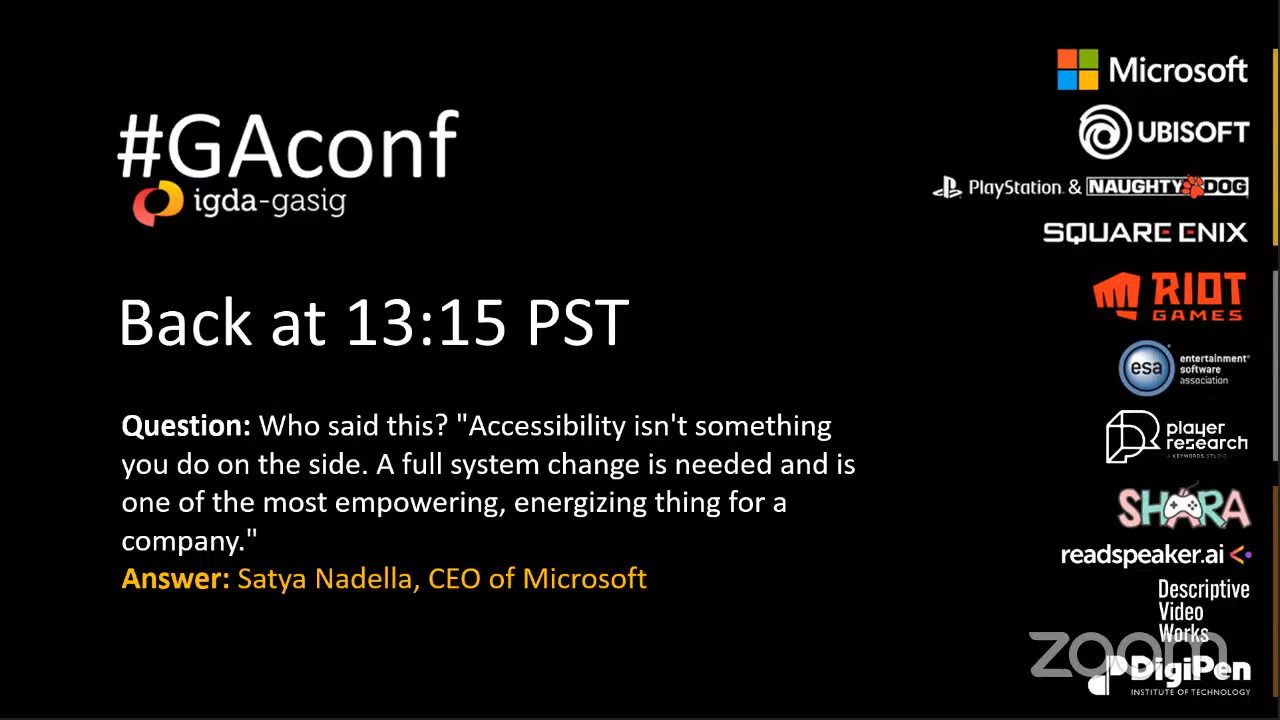 #GAconf
igda-gasig
Back at 13:15 PST
Question: Who said this? "Accessibility isn't something
you do on the side. A full system change is needed and is
one of the most empowering, energizing thing for a
company."
Answer: Satya Nadella, CEO of Microsoft
Microsoft
UBISOFT
PlayStation. & NAUGHTY DOG
SQUARE ENIX
RIOT
GAMES
esa
entertainment®
software
association
player
research
A KEYWORDS STUDIO
SHARA
readspeaker.ai
Descriptive
Video
Works
zoom
DigiPen
INSTITUTE OF TECHNOLOGY